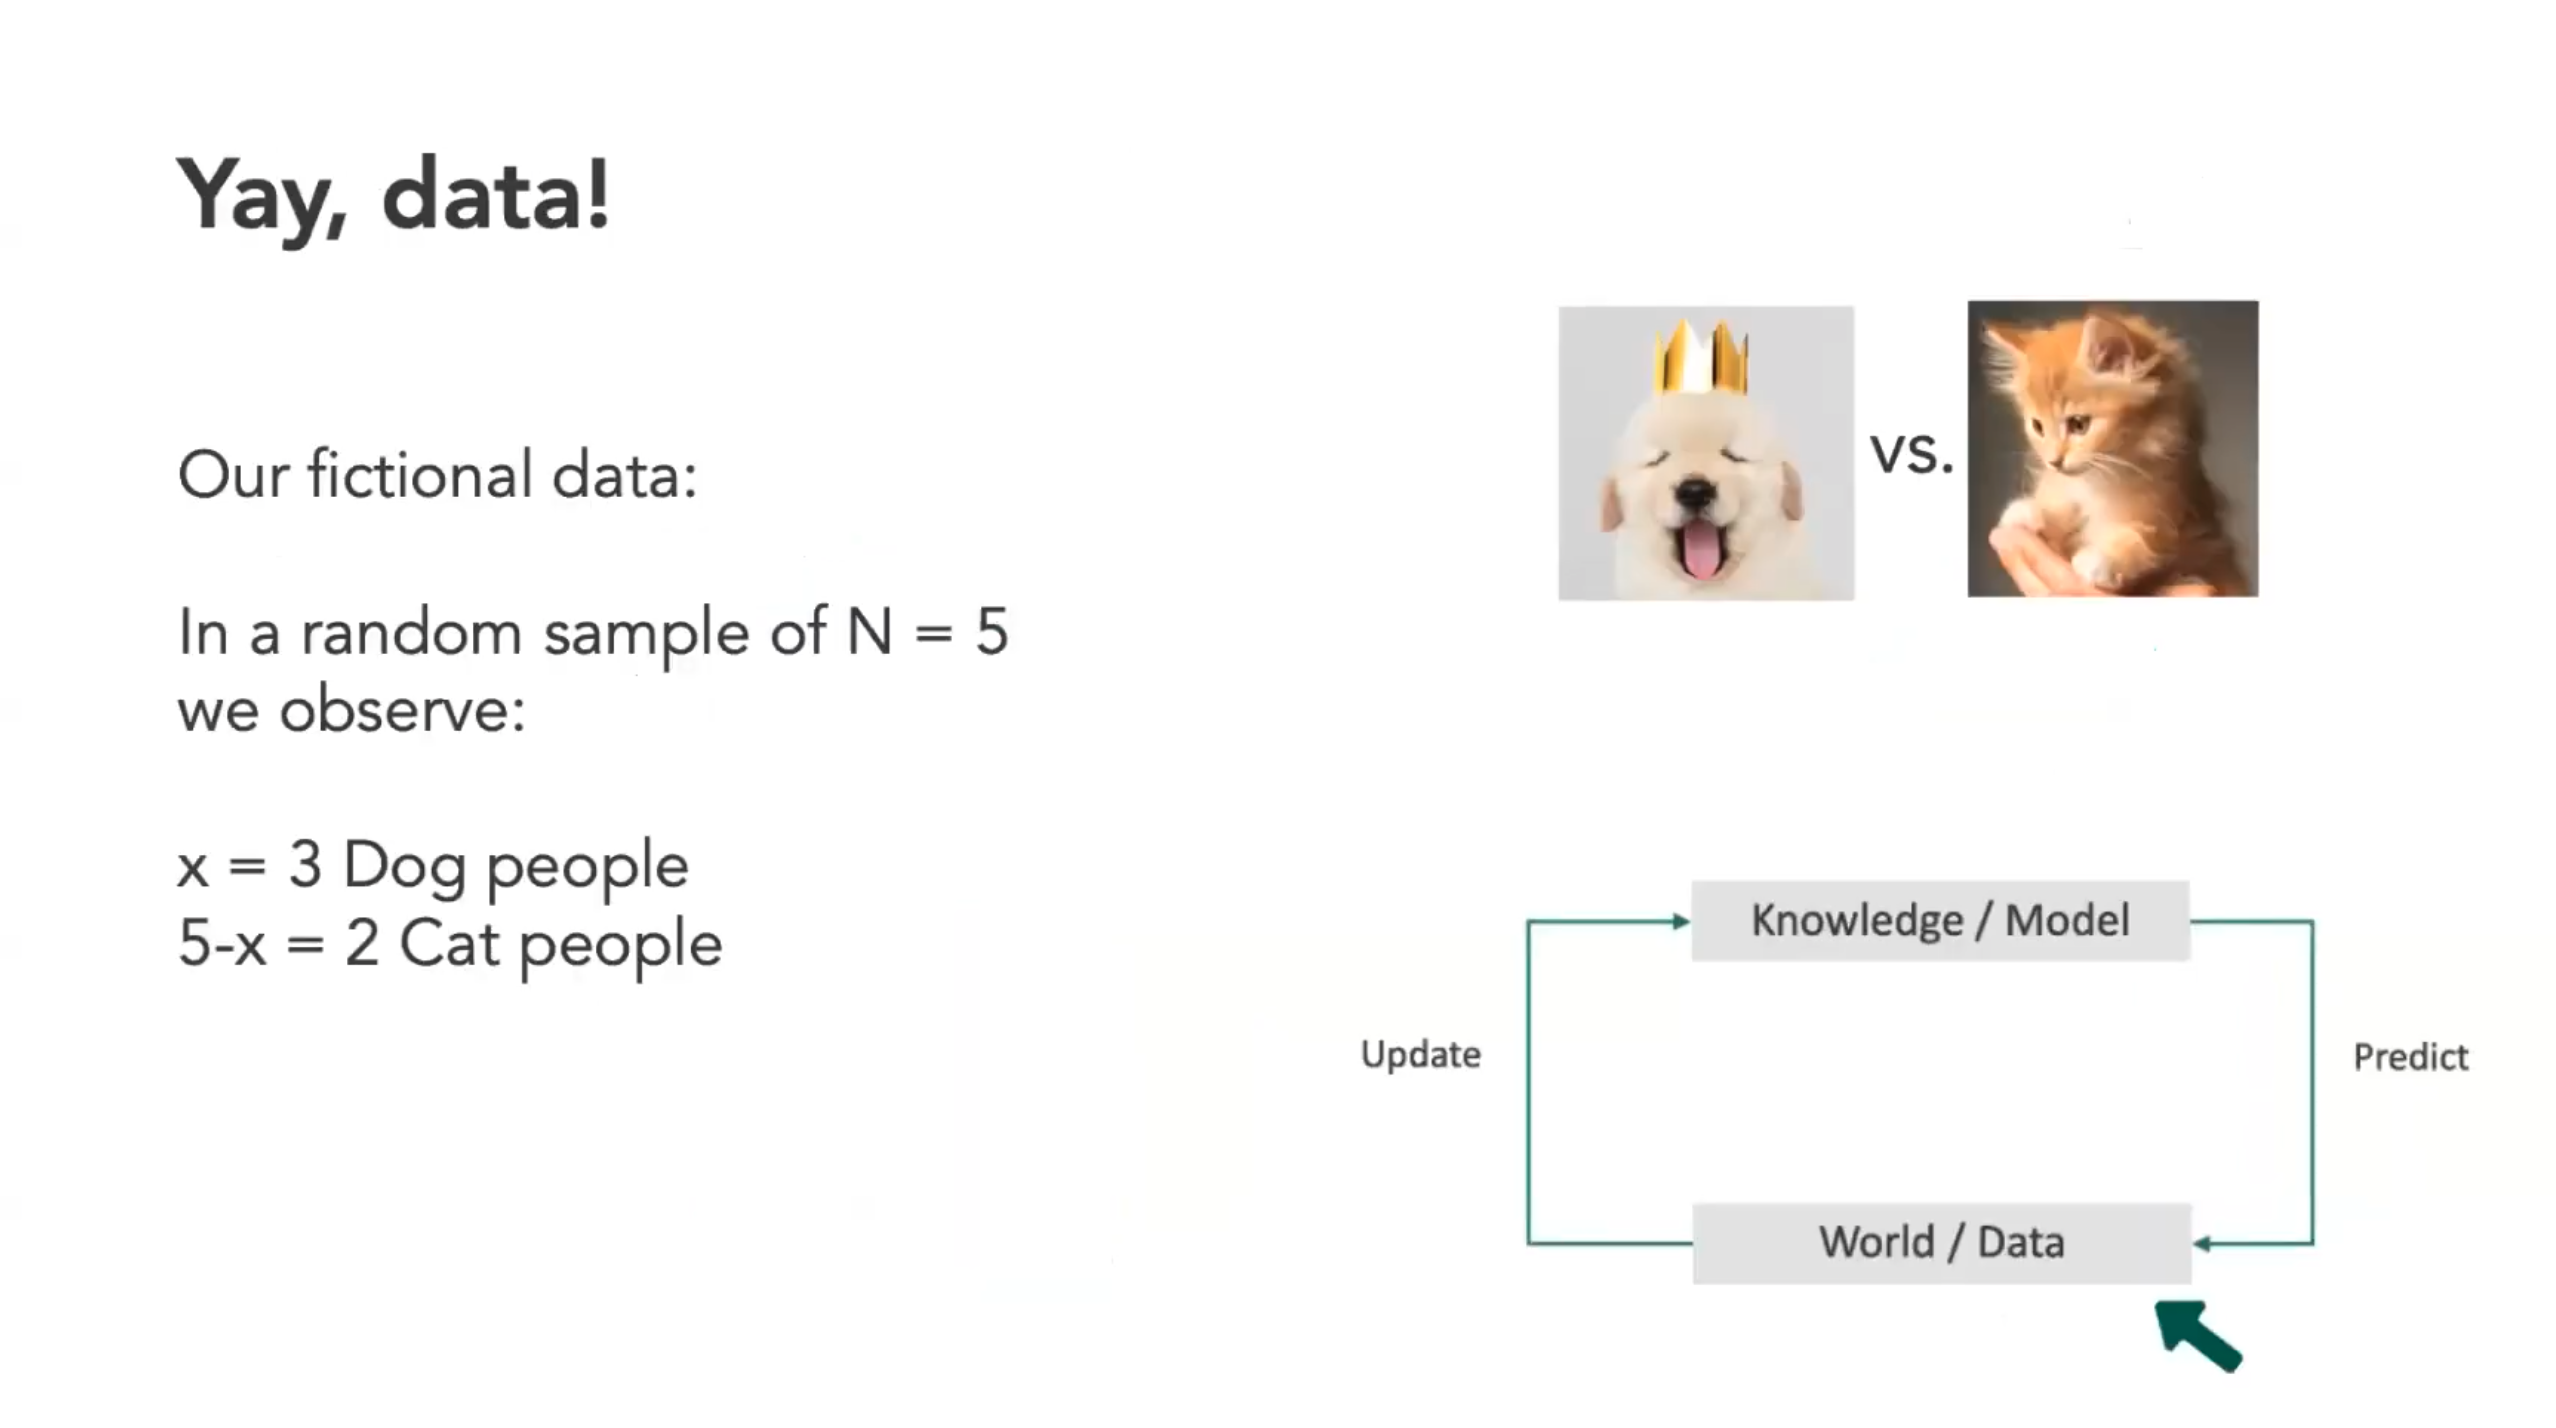 Yay, data!
Our fictional data:
In a random sample of N = 5
we observe:
x = 3 Dog people
5-x = 2 Cat people
vs.
Knowledge / Model
Update
Predict
World / Data